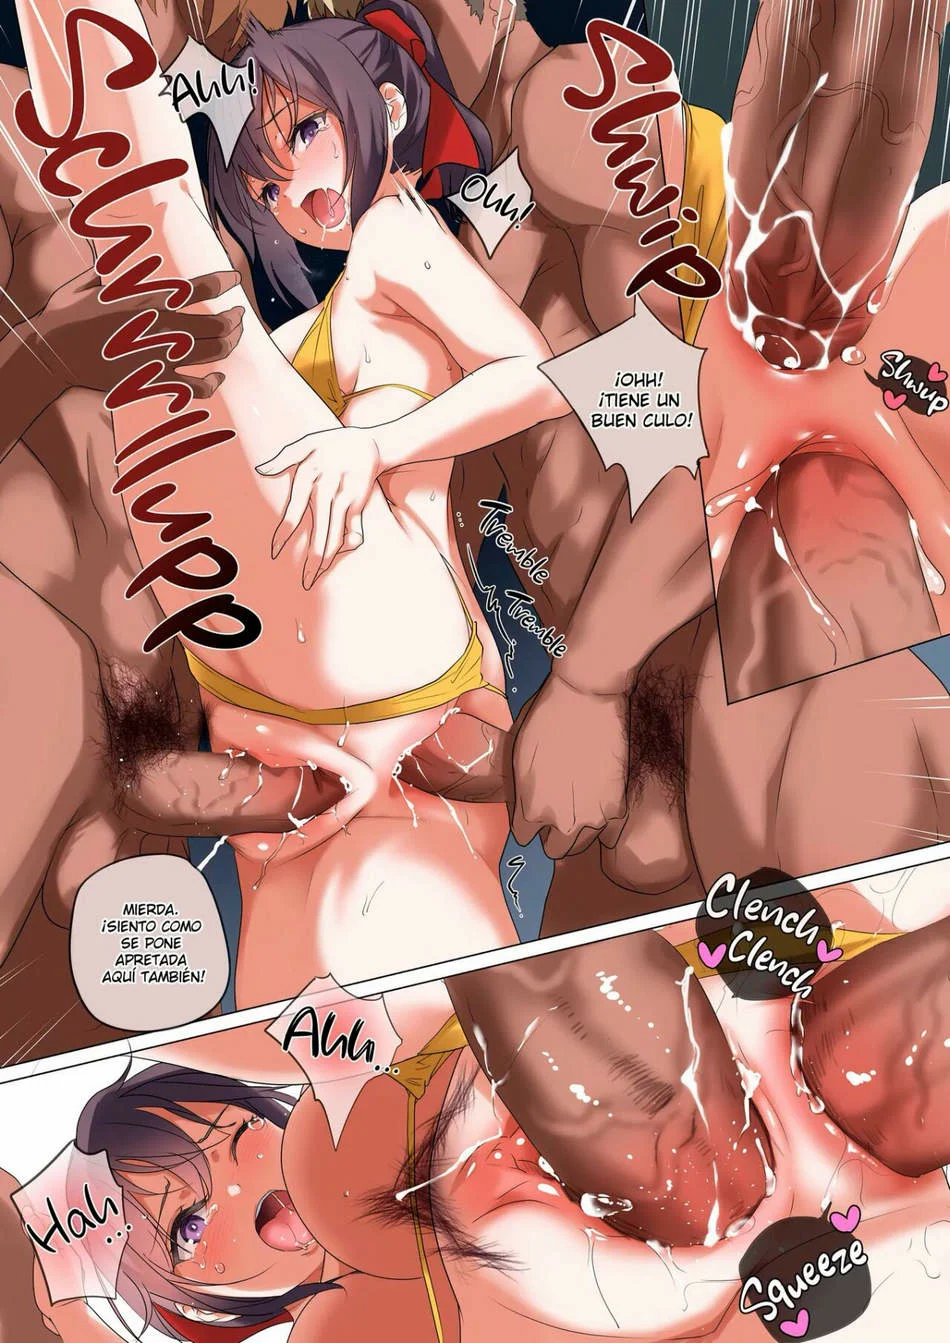 Ahh!
Schurrrllupp
Ohh!
Shwip
¡OHH!
¡TIENE UN
BUEN CULO!
Shwup
Tremble
Tremble
MIERDA.
¡SIENTO COMO
SE PONE
APRETADA
AQUÍ TAMBIÉN!
Clench
Clench
Ahh...
Hah...
Squeeze